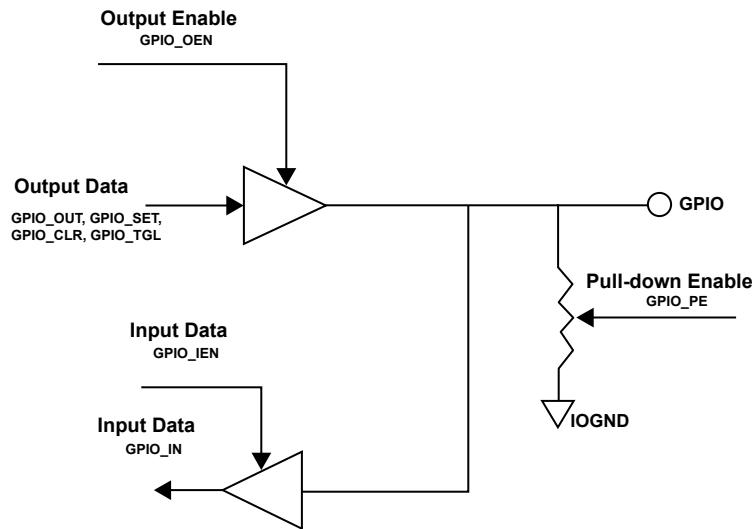 Output Enable
GPIO_OEN
Output Data
GPIO_OUT, GPIO_SET,
GPIO_CLR, GPIO_TGL
GPIO
Pull-down Enable
GPIO_PE
Input Data
GPIO_IEN
Input Data
GPIO_IN
IOGND